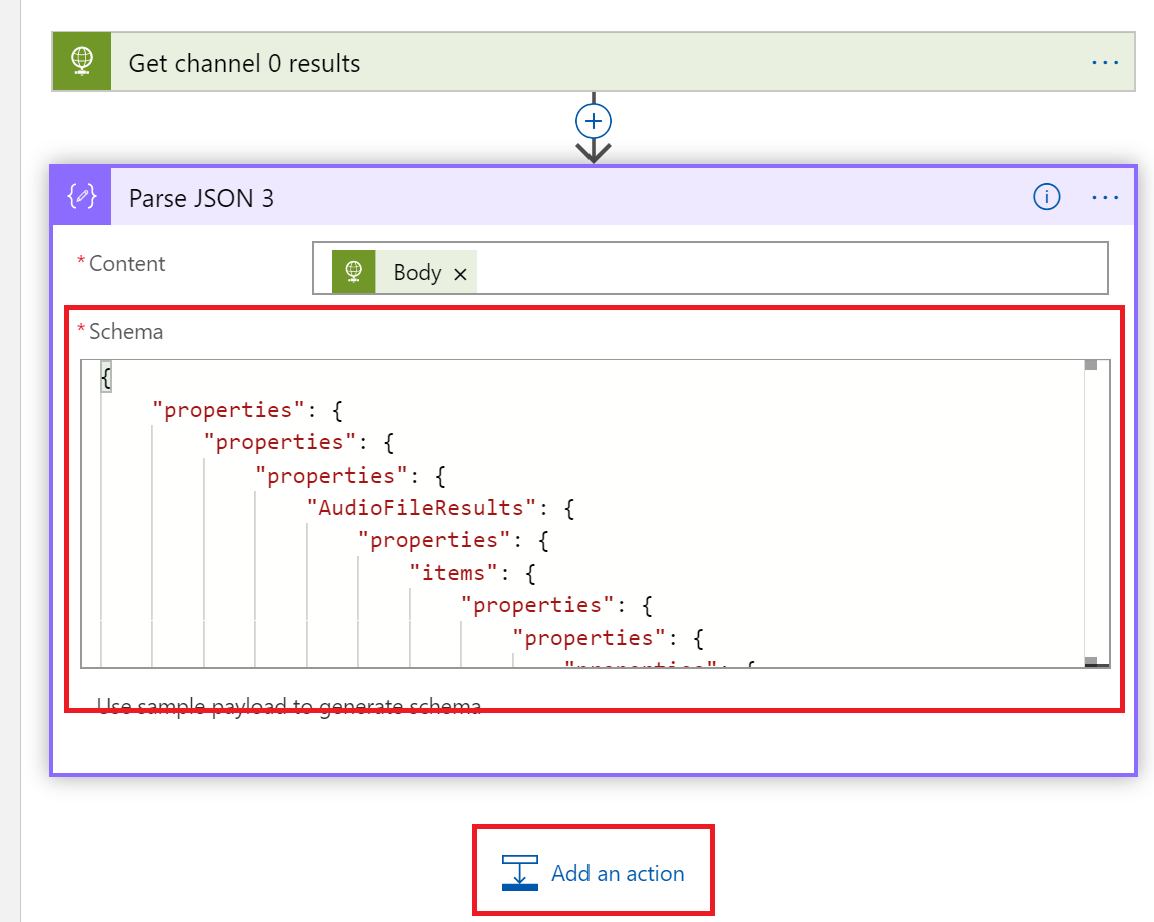 Get channel 0 results
...
Parse JSON 3
...
* Content
Body ×
* Schema
{
"properties": {
"properties": {
"properties": {
"AudioFileResults": {
"properties": {
"items": {
"properties": {
"properties": {
"properties": {
Use sample payload to generate schema
Add an action